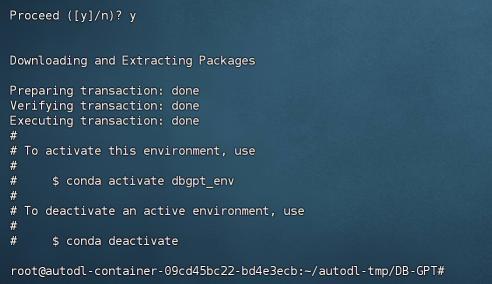 Proceed ([y]/n)? y
Downloading and Extracting Packages
Preparing transaction: done
Verifying transaction: done
Executing transaction: done
#
# To activate this environment, use
#
#     $ conda activate dbgpt_env
#
# To deactivate an active environment, use
#
#     $ conda deactivate
root@autodl-container-09cd45bc22-bd4e3ecb:~/autodl-tmp/DB-GPT#